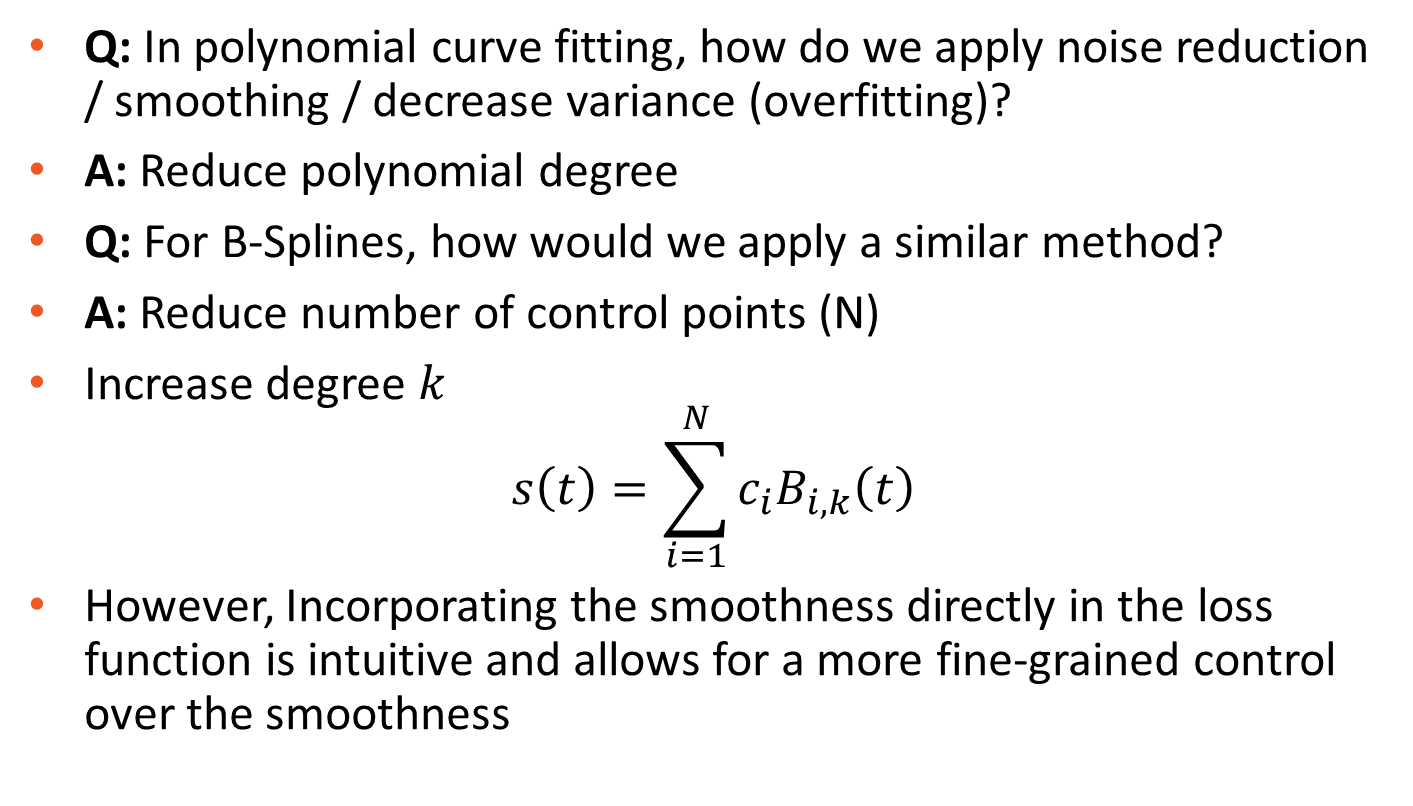 • Q: In polynomial curve fitting, how do we apply noise reduction
/ smoothing / decrease variance (overfitting)?
• A: Reduce polynomial degree
• Q: For B-Splines, how would we apply a similar method?
• A: Reduce number of control points (N)
• Increase degree k
s(t) = ∑_{i=1}^{N} c_i B_{i,k}(t)
• However, Incorporating the smoothness directly in the loss
function is intuitive and allows for a more fine-grained control
over the smoothness